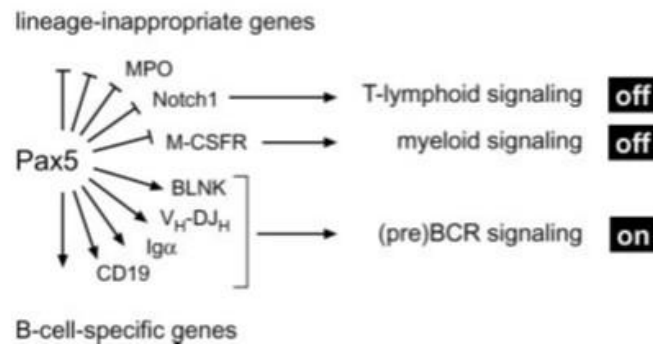 lineage-inappropriate genes
MPO
Notch1
T-lymphoid signaling off
M-CSFR
myeloid signaling off
Pax5
BLNK
VH-DJH
(pre)BCR signaling on
Igα
CD19
B-cell-specific genes